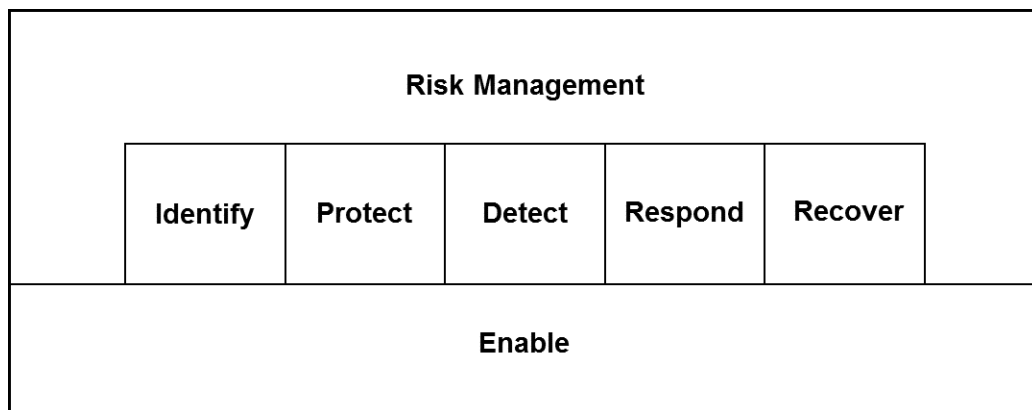 Risk Management
Identify Protect Detect Respond Recover
Enable